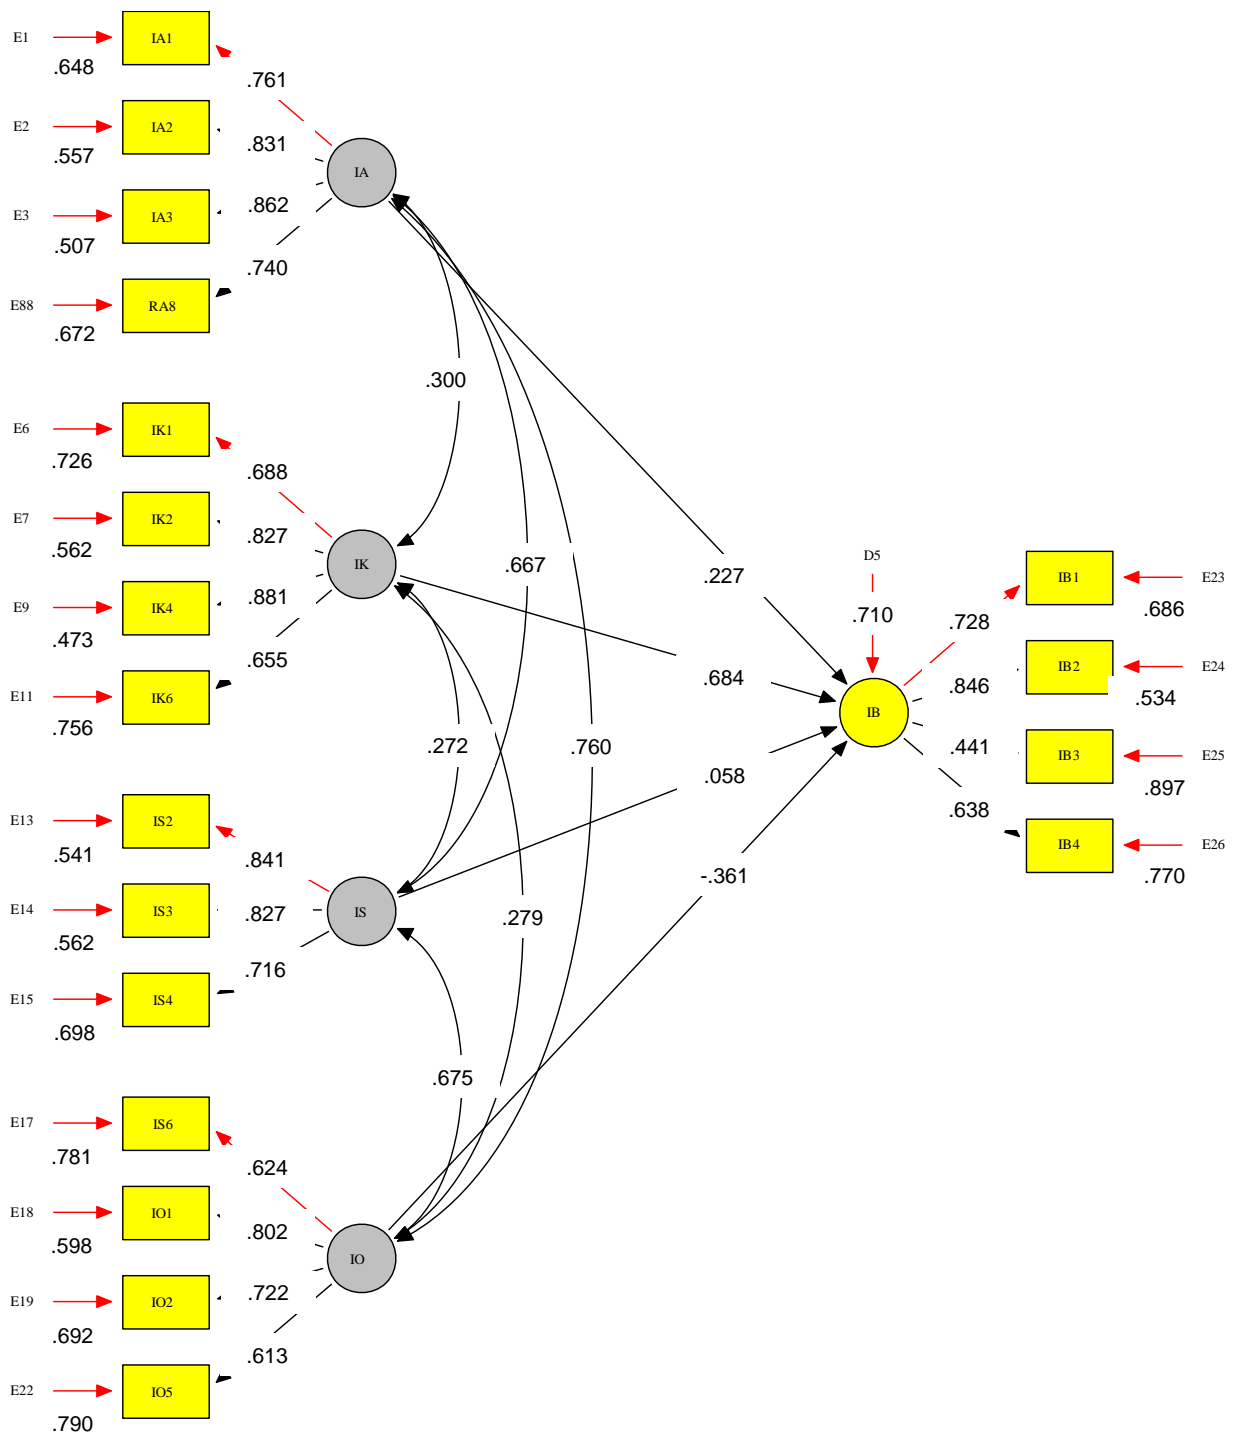 E1
IA1
.648
.761
E2
IA2
.557
.831
IA
E3
IA3
.507
.862
E88
RA8
.672
.740
.300
E6
IK1
.726
.688
E7
IK2
.562
.827
IK
E9
IK4
.473
.881
E11
IK6
.756
.655
.667
.227
.684
.272
.760
.058
-.361
D5
.710
IB
IB1
E23
.728
.686
IB2
E24
.846
.534
IB3
E25
.441
.897
IB4
E26
.638
.770
E13
IS2
.541
.841
E14
IS3
.562
.827
IS
E15
IS4
.698
.716
.279
.675
E17
IS6
.781
.624
E18
IO1
.598
.802
IO
E19
IO2
.692
.722
E22
IO5
.790
.613